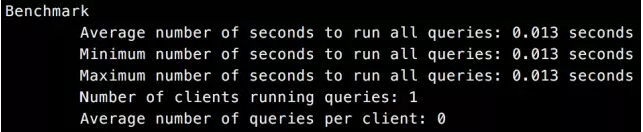 Benchmark
Average number of seconds to run all queries: 0.013 seconds
Minimum number of seconds to run all queries: 0.013 seconds
Maximum number of seconds to run all queries: 0.013 seconds
Number of clients running queries: 1
Average number of queries per client: 0